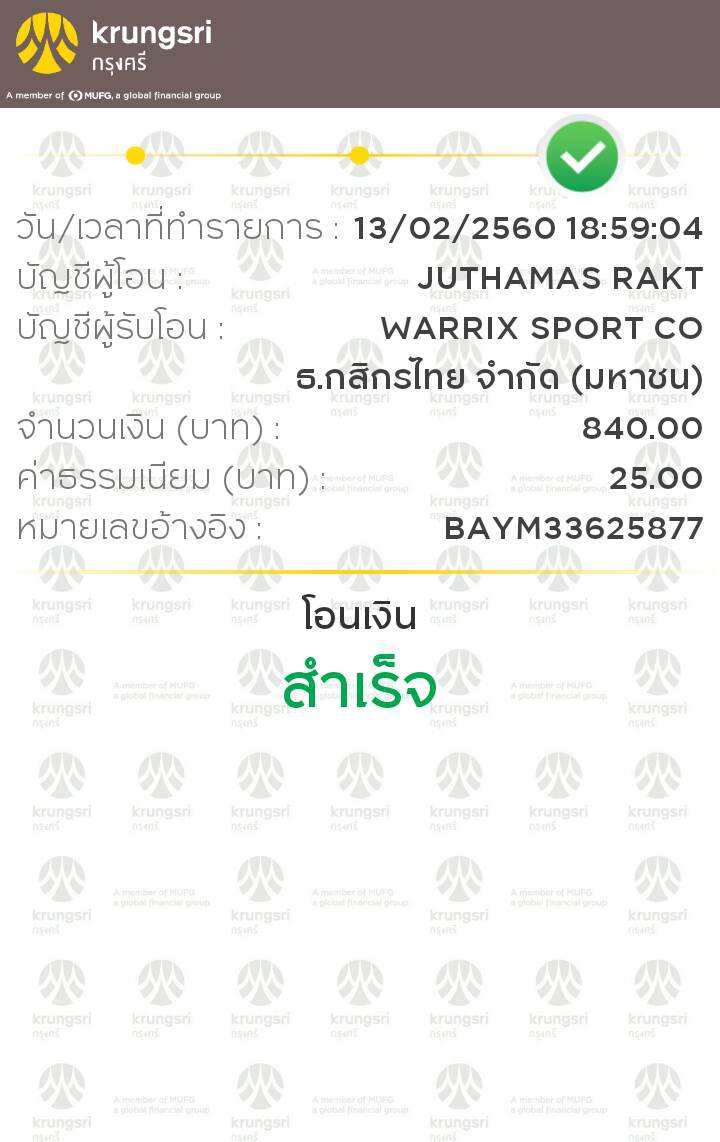 krungsri
กรุงศรี
A member of MUFG, a global financial group
วัน/เวลาที่ทำรายการ : 13/02/2560 18:59:04
บัญชีผู้โอน : JUTHAMAS RAKT
บัญชีผู้รับโอน : WARRIX SPORT CO
ธ.กสิกรไทย จำกัด (มหาชน)
จำนวนเงิน (บาท) : 840.00
ค่าธรรมเนียม (บาท) : 25.00
หมายเลขอ้างอิง : BAYM33625877
โอนเงิน
สำเร็จ